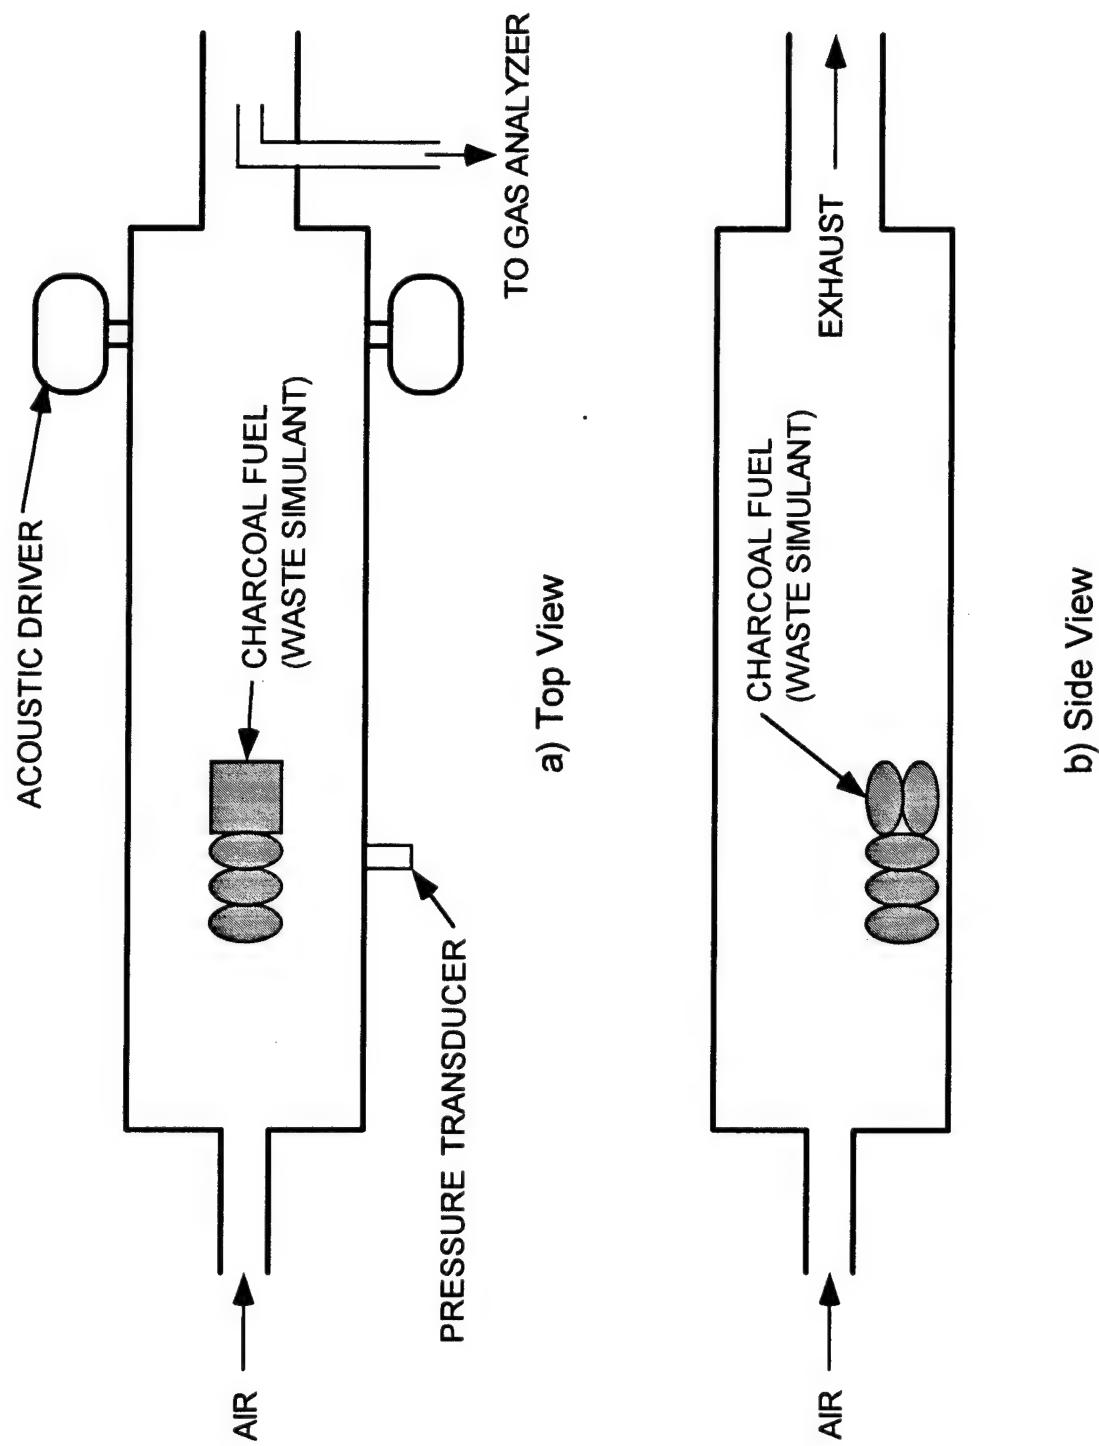 ACOUSTIC DRIVER
CHARCOAL FUEL
(WASTE SIMULANT)
TO GAS ANALYZER
PRESSURE TRANSDUCER
AIR
a) Top View
CHARCOAL FUEL
(WASTE SIMULANT)
EXHAUST
AIR
b) Side View